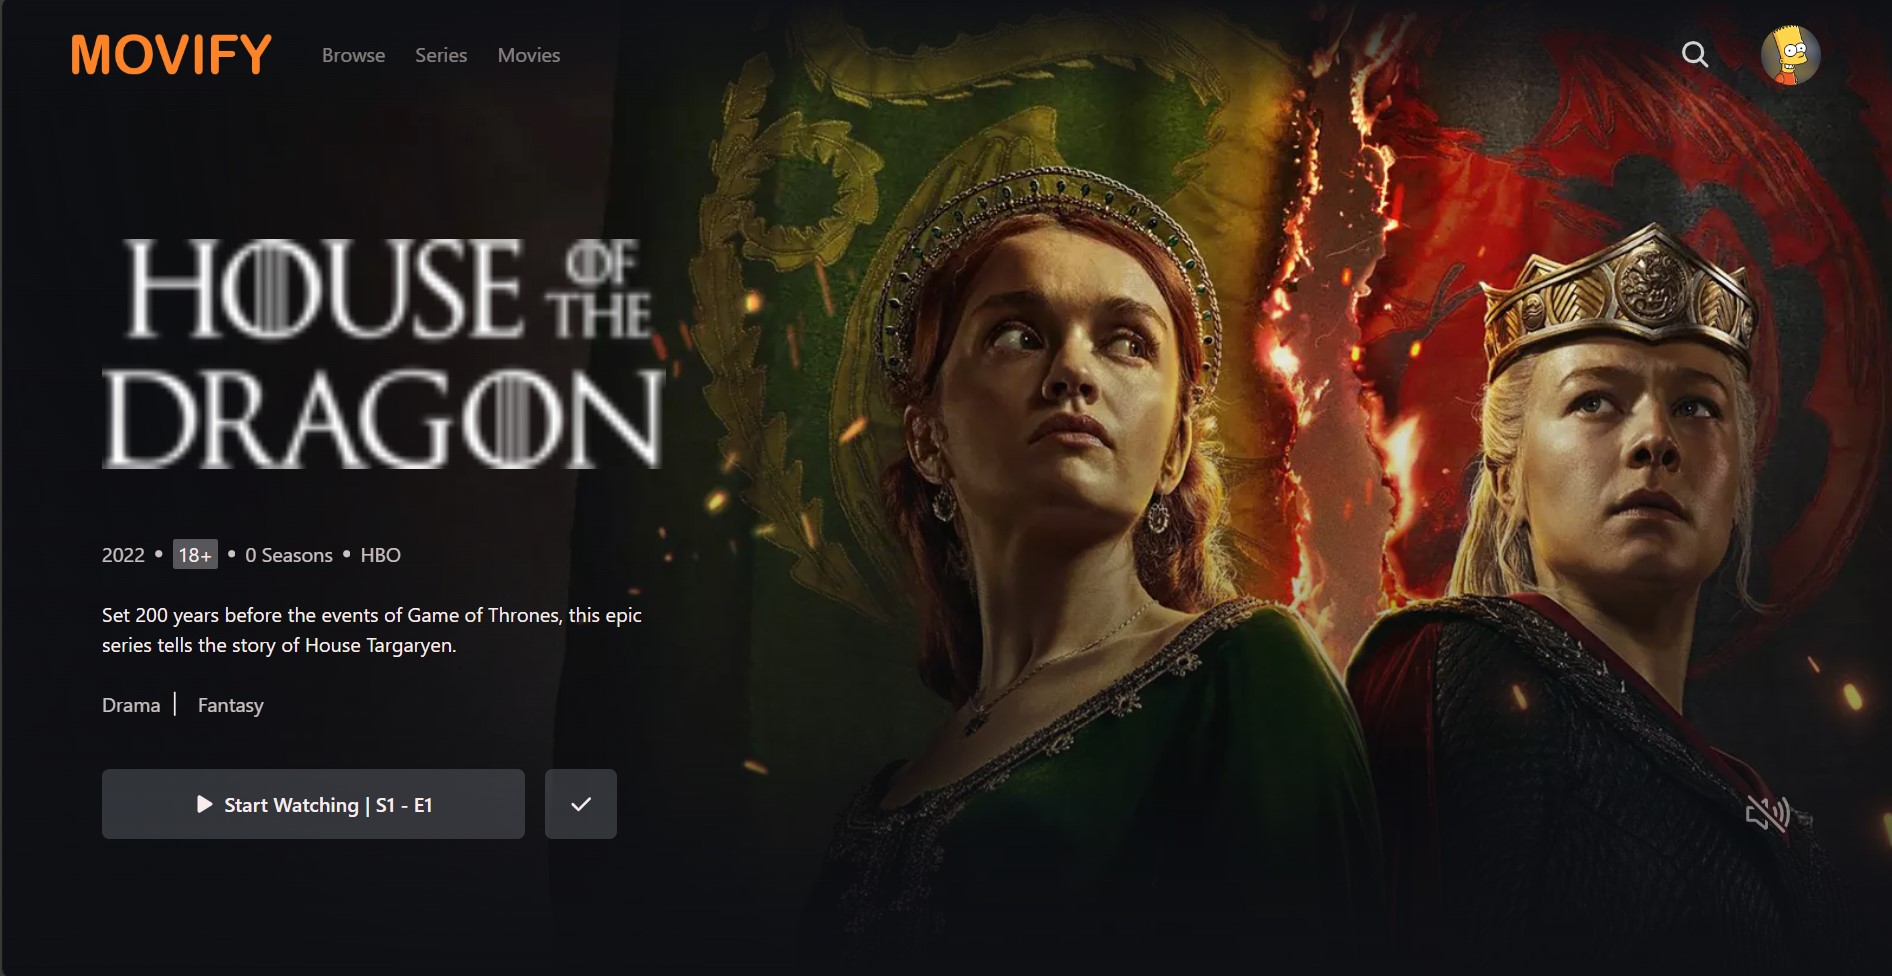 MOVIFY Browse Series Movies
HOUSE OF THE
DRAGON
2022 • 18+ • 0 Seasons • HBO
Set 200 years before the events of Game of Thrones, this epic
series tells the story of House Targaryen.
Drama | Fantasy
Start Watching | S1 - E1